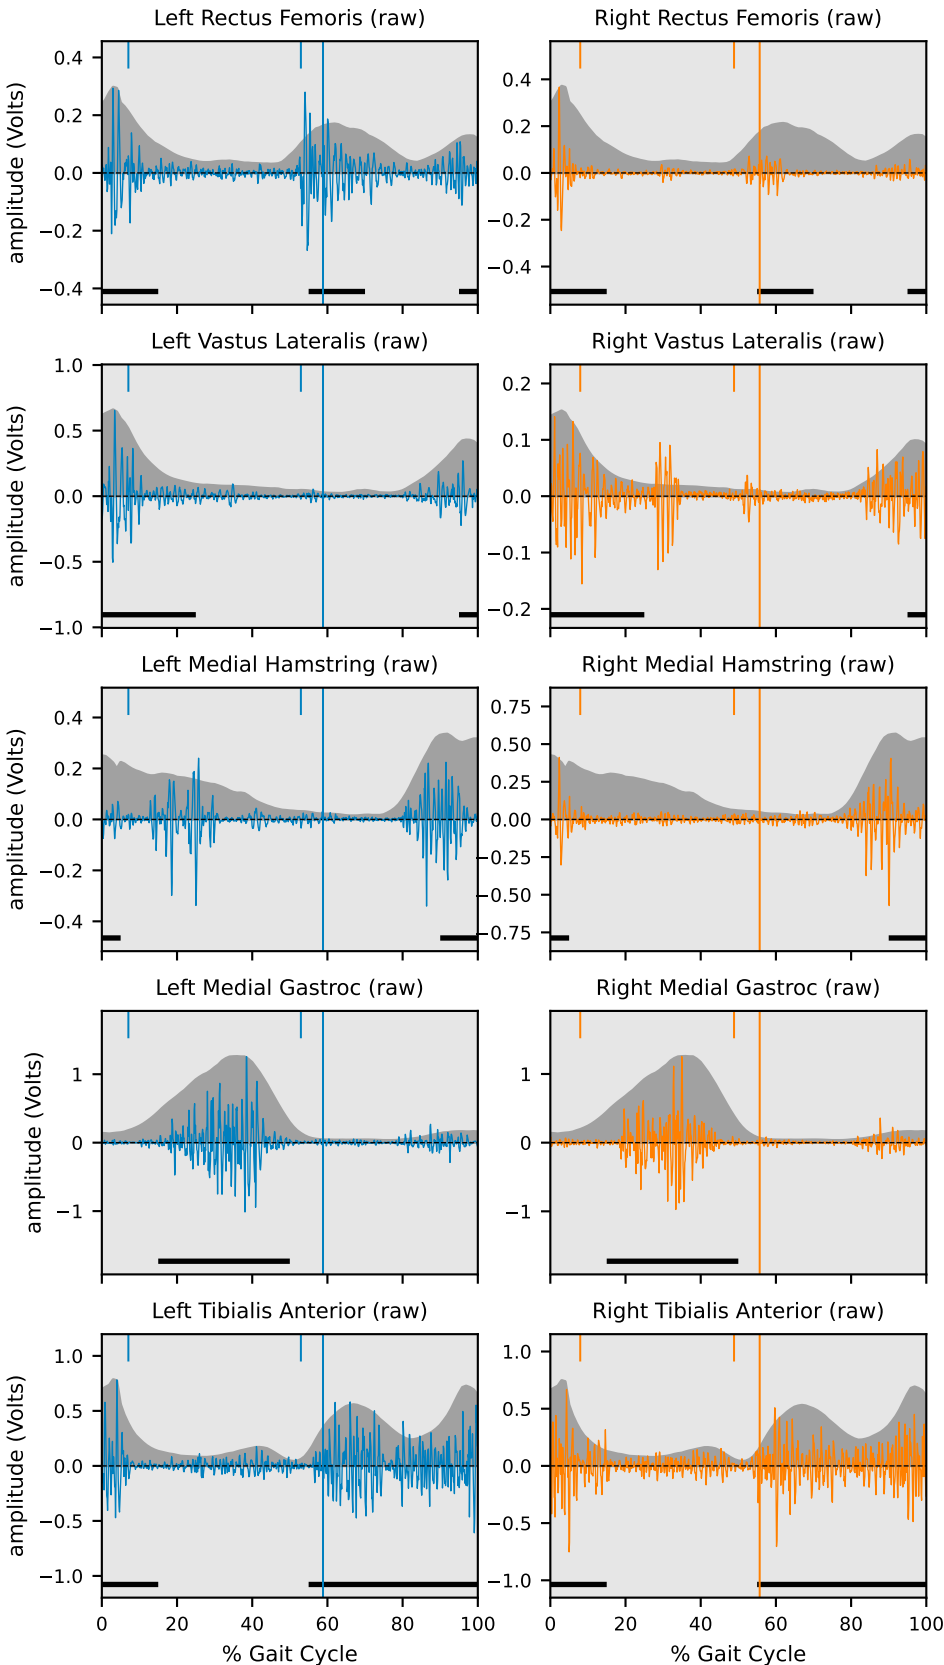 Left Rectus Femoris (raw)
Right Rectus Femoris (raw)
amplitude (Volts)
0.4
0.2
0.0
−0.2
−0.4
0.4
0.2
0.0
−0.2
−0.4
Left Vastus Lateralis (raw)
Right Vastus Lateralis (raw)
amplitude (Volts)
1.0
0.5
0.0
−0.5
−1.0
0.2
0.1
0.0
−0.1
−0.2
Left Medial Hamstring (raw)
Right Medial Hamstring (raw)
amplitude (Volts)
0.4
0.2
0.0
−0.2
−0.4
0.75
0.50
0.25
0.00
−0.25
−0.50
−0.75
Left Medial Gastroc (raw)
Right Medial Gastroc (raw)
amplitude (Volts)
1
0
−1
1
0
−1
Left Tibialis Anterior (raw)
Right Tibialis Anterior (raw)
amplitude (Volts)
1.0
0.5
0.0
−0.5
−1.0
1.0
0.5
0.0
−0.5
−1.0
0 20 40 60 80 100
0 20 40 60 80 100
% Gait Cycle
% Gait Cycle